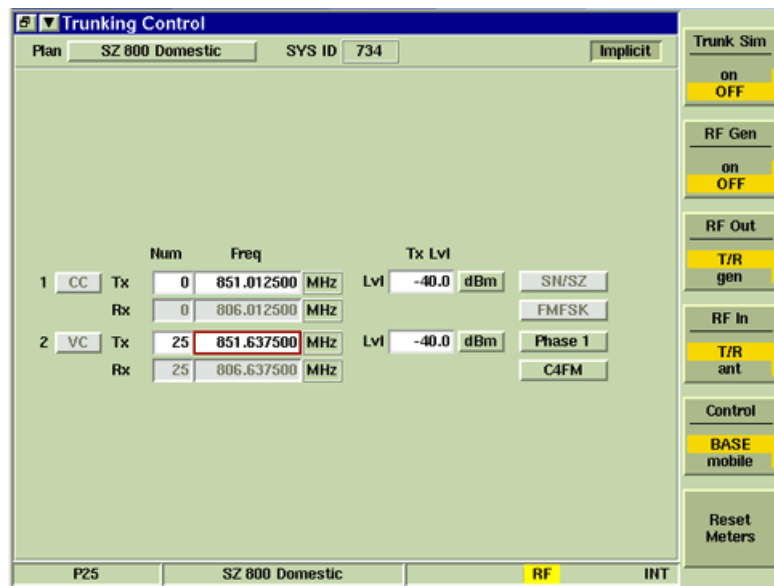 Trunking Control
Plan SZ 800 Domestic SYS ID 734 Implicit
Num Freq Tx Lvl
1 CC Tx 0 851.012500 MHz Lvl -40.0 dBm SN/SZ
Rx 0 806.012500 MHz FMFSK
2 VC Tx 25 851.637500 MHz Lvl -40.0 dBm Phase 1
Rx 25 806.637500 MHz C4FM
P25 SZ 800 Domestic RF INT
Trunk Sim
on
OFF
RF Gen
on
OFF
RF Out
T/R
gen
RF In
T/R
ant
Control
BASE
mobile
Reset
Meters